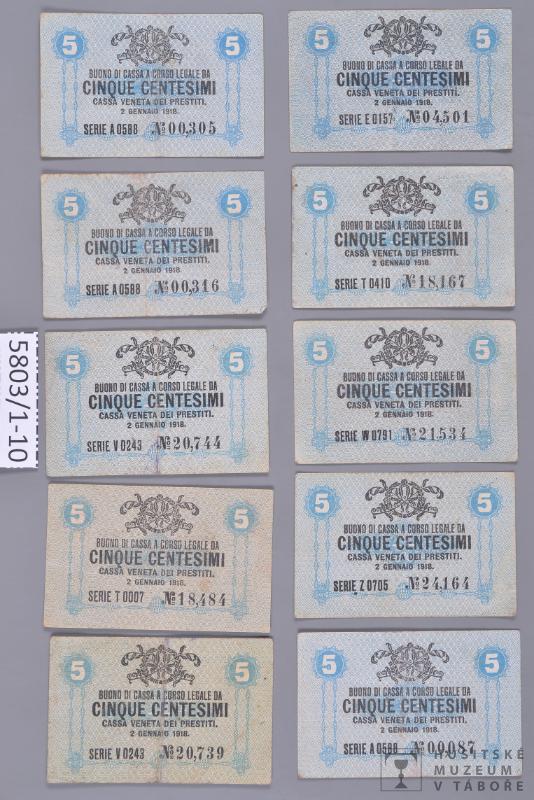 5 5
BUONO DI CASSA A CORSO LEGALE DA
CINQUE CENTESIMI
CASSA VENETA DEI PRESTITI.
2 GENNAIO 1918.
SERIE A 0588 № 00,305
5 5
BUONO DI CASSA A CORSO LEGALE DA
CINQUE CENTESIMI
CASSA VENETA DEI PRESTITI.
2 GENNAIO 1918.
SERIE A 0588 № 00,316
5 5
BUONO DI CASSA A CORSO LEGALE DA
CINQUE CENTESIMI
CASSA VENETA DEI PRESTITI.
2 GENNAIO 1918.
SERIE V 0243 № 20,744
5 5
BUONO DI CASSA A CORSO LEGALE DA
CINQUE CENTESIMI
CASSA VENETA DEI PRESTITI.
2 GENNAIO 1918.
SERIE T 0007 № 18,484
5 5
BUONO DI CASSA A CORSO LEGALE DA
CINQUE CENTESIMI
CASSA VENETA DEI PRESTITI.
2 GENNAIO 1918.
SERIE V 0243 № 20,739
5 5
BUONO DI CASSA A CORSO LEGALE DA
CINQUE CENTESIMI
CASSA VENETA DEI PRESTITI.
2 GENNAIO 1918.
SERIE E 0157 № 04,501
5 5
BUONO DI CASSA A CORSO LEGALE DA
CINQUE CENTESIMI
CASSA VENETA DEI PRESTITI.
2 GENNAIO 1918.
SERIE T 0410 № 18,167
5 5
BUONO DI CASSA A CORSO LEGALE DA
CINQUE CENTESIMI
CASSA VENETA DEI PRESTITI.
2 GENNAIO 1918.
SERIE W 0791 № 21534
5 5
BUONO DI CASSA A CORSO LEGALE DA
CINQUE CENTESIMI
CASSA VENETA DEI PRESTITI.
2 GENNAIO 1918.
SERIE Z 0705 № 24,164
5 5
BUONO DI CASSA A CORSO LEGALE DA
CINQUE CENTESIMI
CASSA VENETA DEI PRESTITI.
2 GENNAIO 1918.
SERIE A 0588 № 00,087
5803/1-10
HUSITSKÉ
MUZEUM
V TÁBOŘE